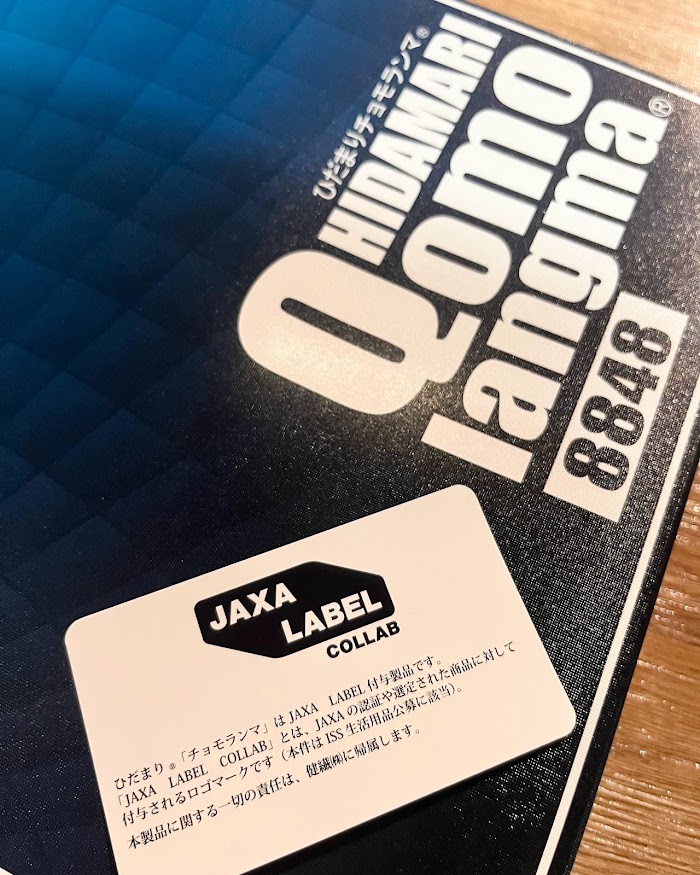 ひだまりチョモランマ®
HIDAMARI
Qomo
langma®
8848
JAXA
LABEL
COLLAB
ひだまり®「チョモランマ」はJAXA LABEL付与製品です。
「JAXA LABEL COLLAB」とは、JAXAの認証や選定された商品に対して
付与されるロゴマークです（本件はISS生活用品公募に該当）。
本製品に関する一切の責任は、健繊㈱に帰属します。